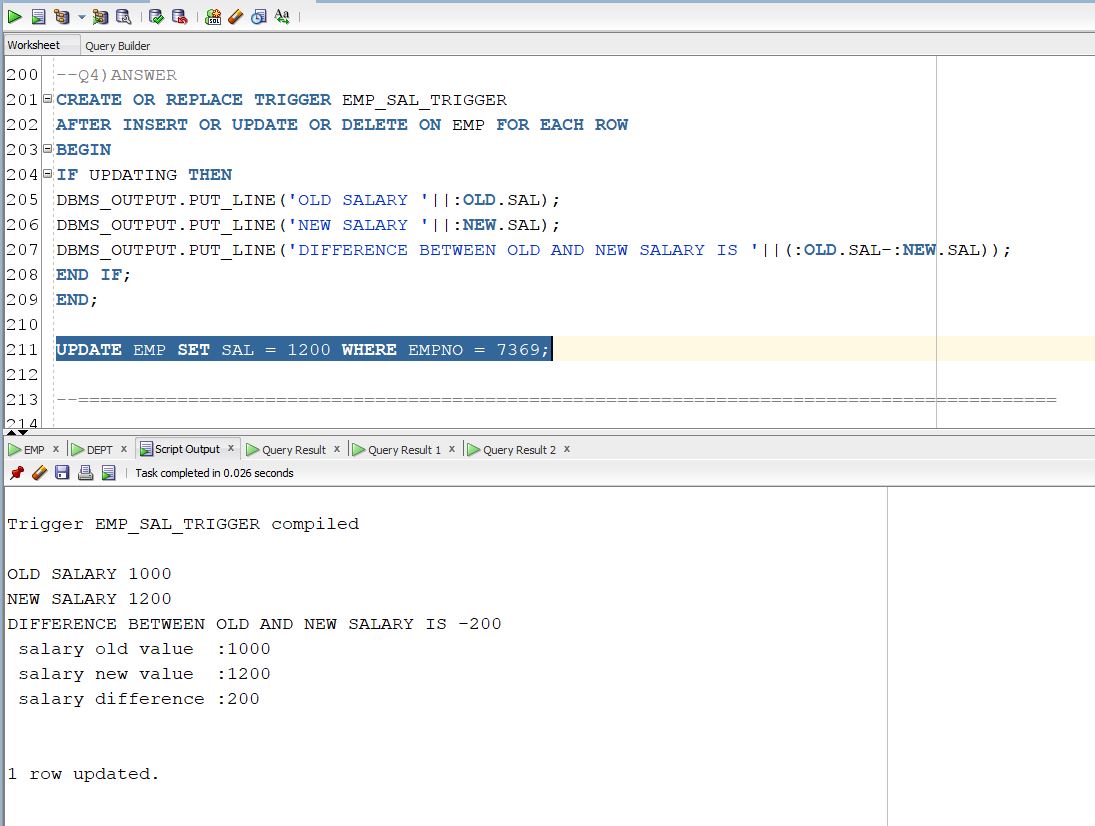 Worksheet Query Builder
200 --Q4)ANSWER
201 CREATE OR REPLACE TRIGGER EMP_SAL_TRIGGER
202 AFTER INSERT OR UPDATE OR DELETE ON EMP FOR EACH ROW
203 BEGIN
204 IF UPDATING THEN
205 DBMS_OUTPUT.PUT_LINE('OLD SALARY '||:OLD.SAL);
206 DBMS_OUTPUT.PUT_LINE('NEW SALARY '||:NEW.SAL);
207 DBMS_OUTPUT.PUT_LINE('DIFFERENCE BETWEEN OLD AND NEW SALARY IS '||(:OLD.SAL-:NEW.SAL));
208 END IF;
209 END;
210
211 UPDATE EMP SET SAL = 1200 WHERE EMPNO = 7369;
212
213 --=========================================================================================
214
EMP x DEPT x Script Output x Query Result x Query Result 1 x Query Result 2 x
Task completed in 0.026 seconds
Trigger EMP_SAL_TRIGGER compiled
OLD SALARY 1000
NEW SALARY 1200
DIFFERENCE BETWEEN OLD AND NEW SALARY IS -200
salary old value  :1000
salary new value  :1200
salary difference :200
1 row updated.